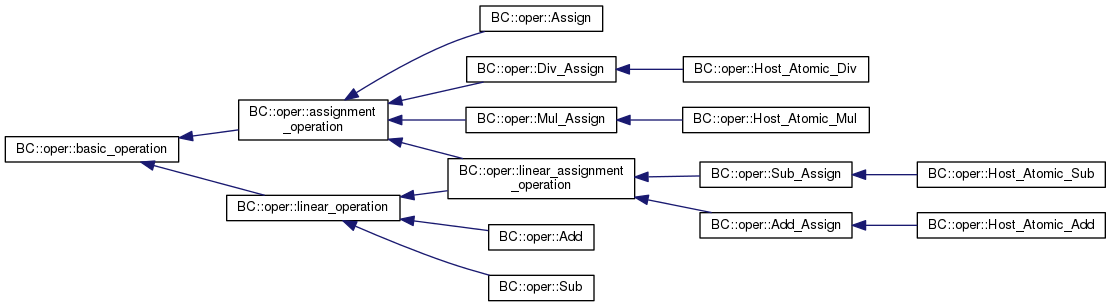 BC::oper::Assign
BC::oper::Div_Assign
BC::oper::Host_Atomic_Div
BC::oper::assignment
_operation
BC::oper::Mul_Assign
BC::oper::Host_Atomic_Mul
BC::oper::basic_operation
BC::oper::linear_assignment
_operation
BC::oper::Sub_Assign
BC::oper::Host_Atomic_Sub
BC::oper::linear_operation
BC::oper::Add_Assign
BC::oper::Host_Atomic_Add
BC::oper::Add
BC::oper::Sub